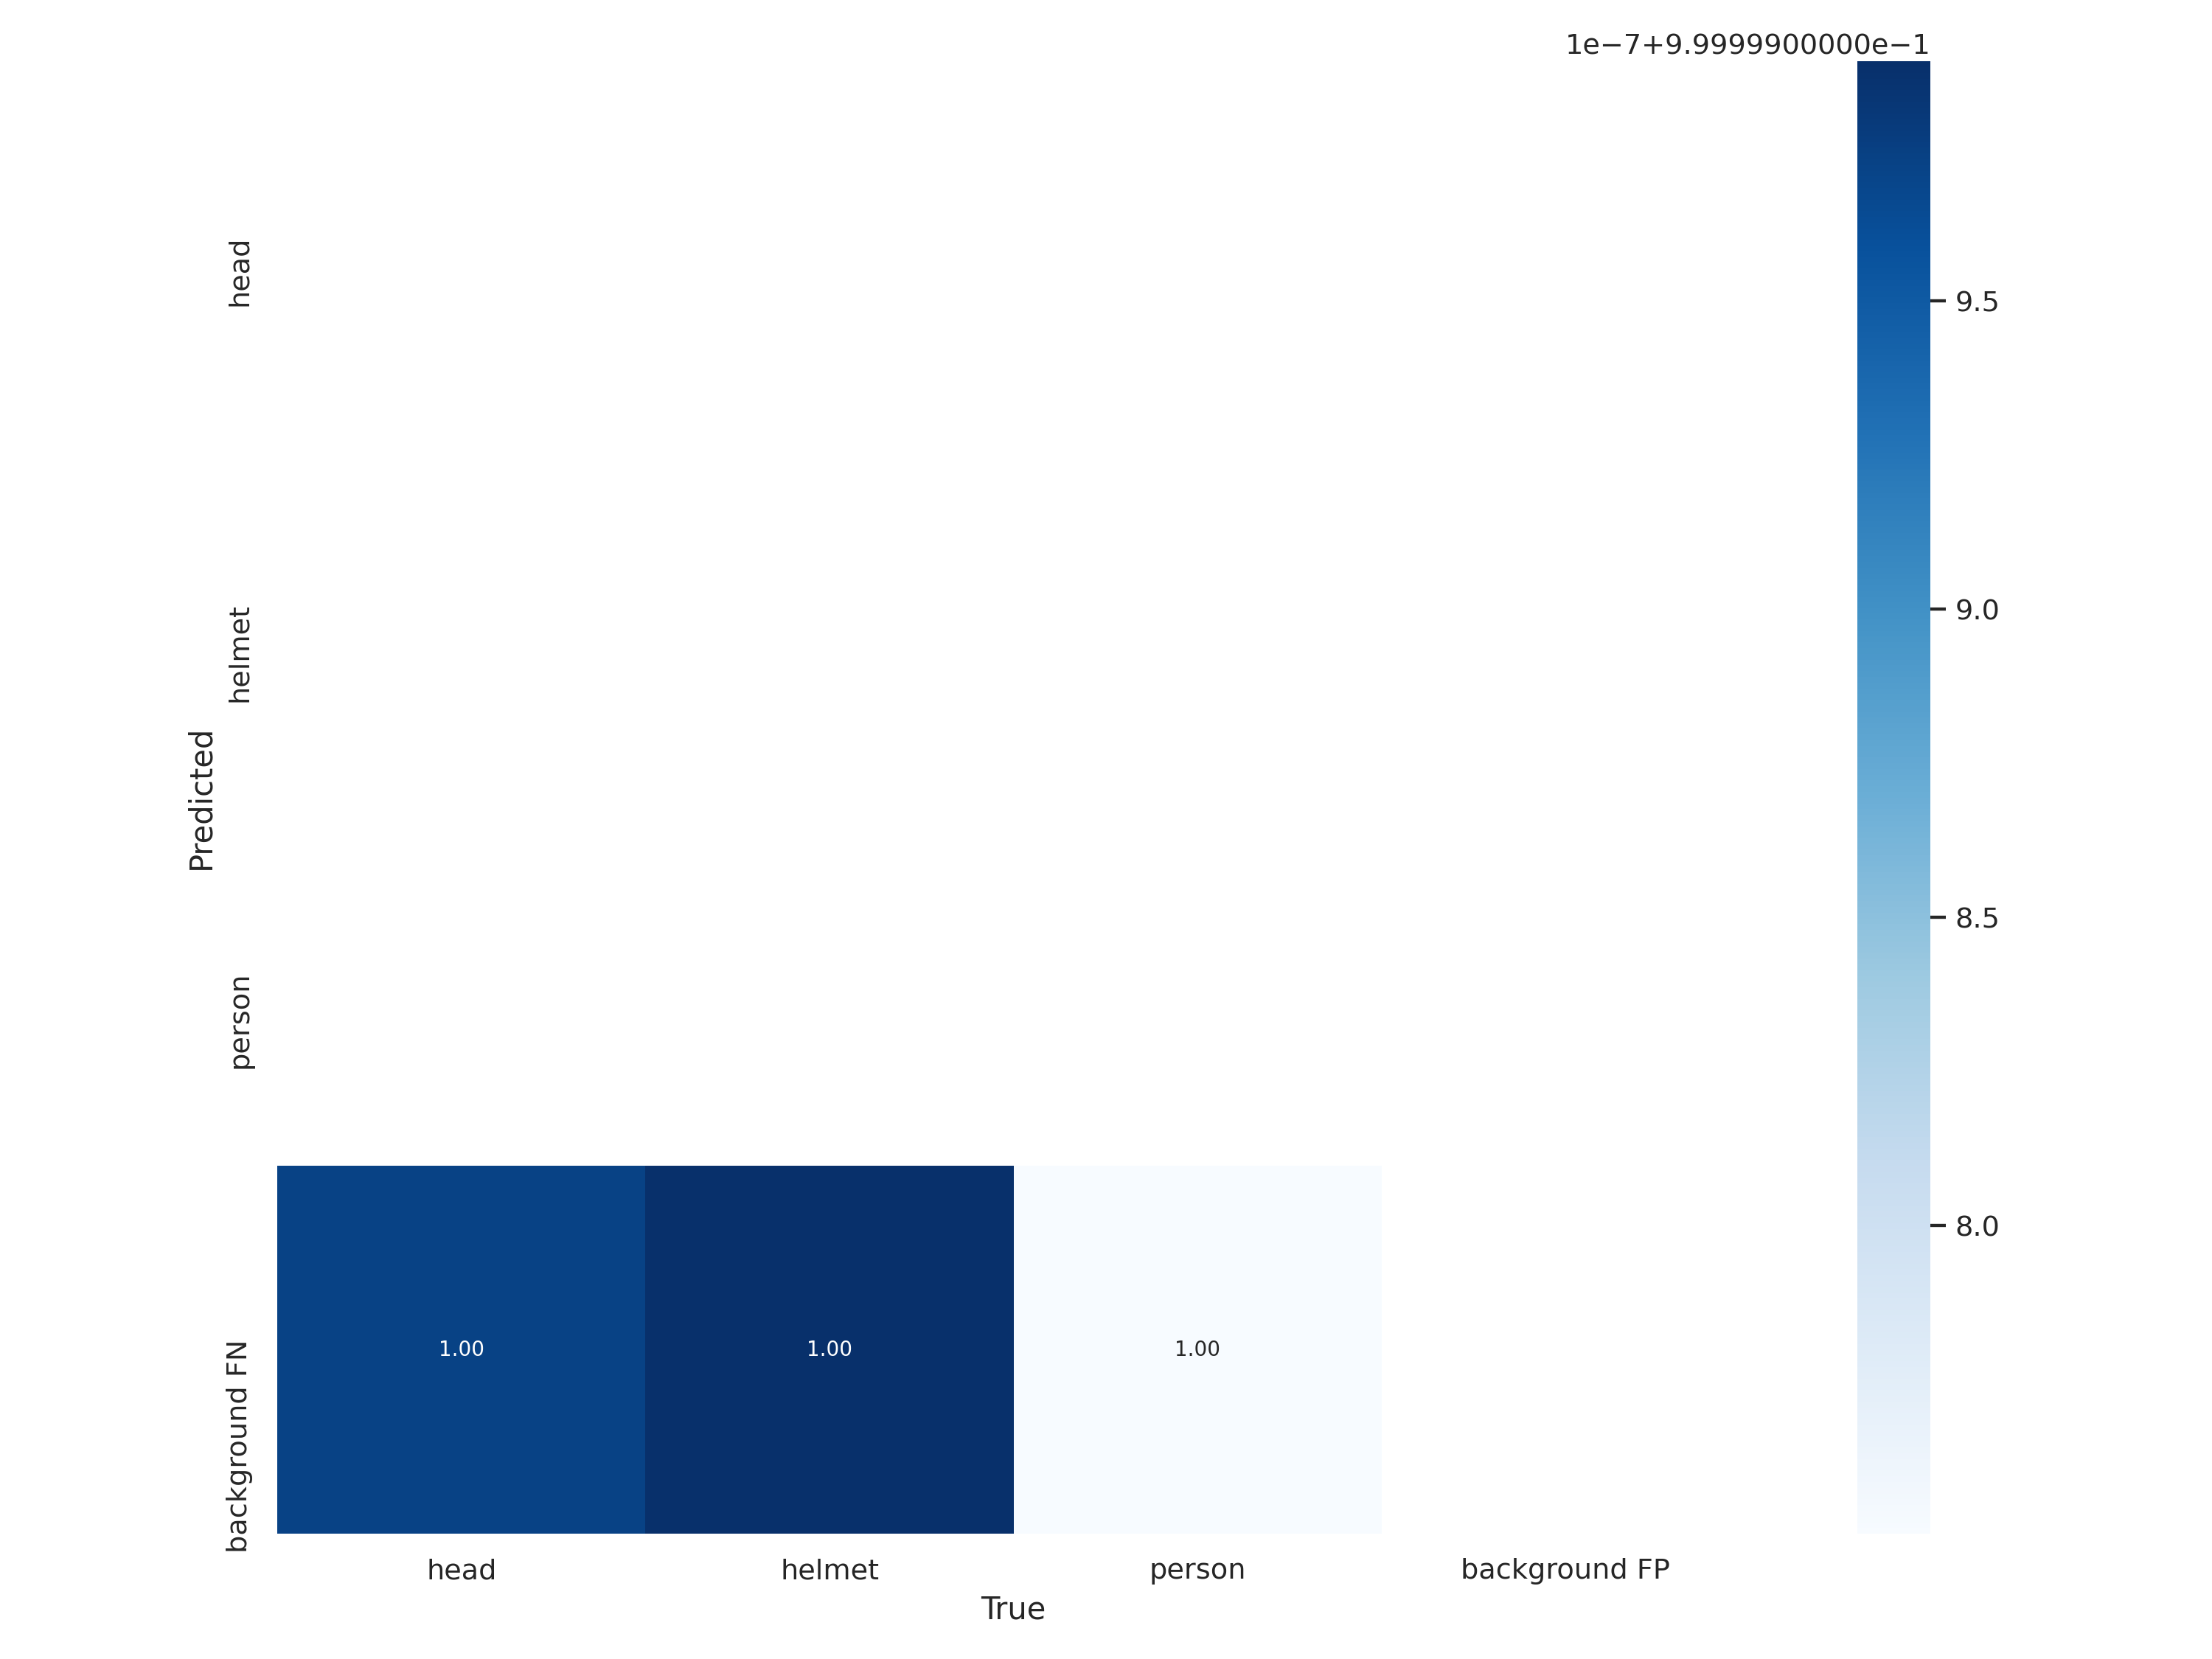 1e−7+9.9999900000e−1
head
helmet
person
background FN
Predicted
9.5
9.0
8.5
8.0
1.00 1.00 1.00
head helmet person background FP
True